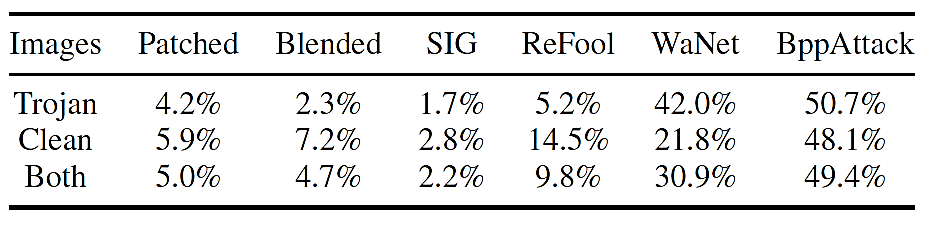 Images Patched Blended SIG ReFool WaNet BppAttack
Trojan 4.2% 2.3% 1.7% 5.2% 42.0% 50.7%
Clean 5.9% 7.2% 2.8% 14.5% 21.8% 48.1%
Both 5.0% 4.7% 2.2% 9.8% 30.9% 49.4%